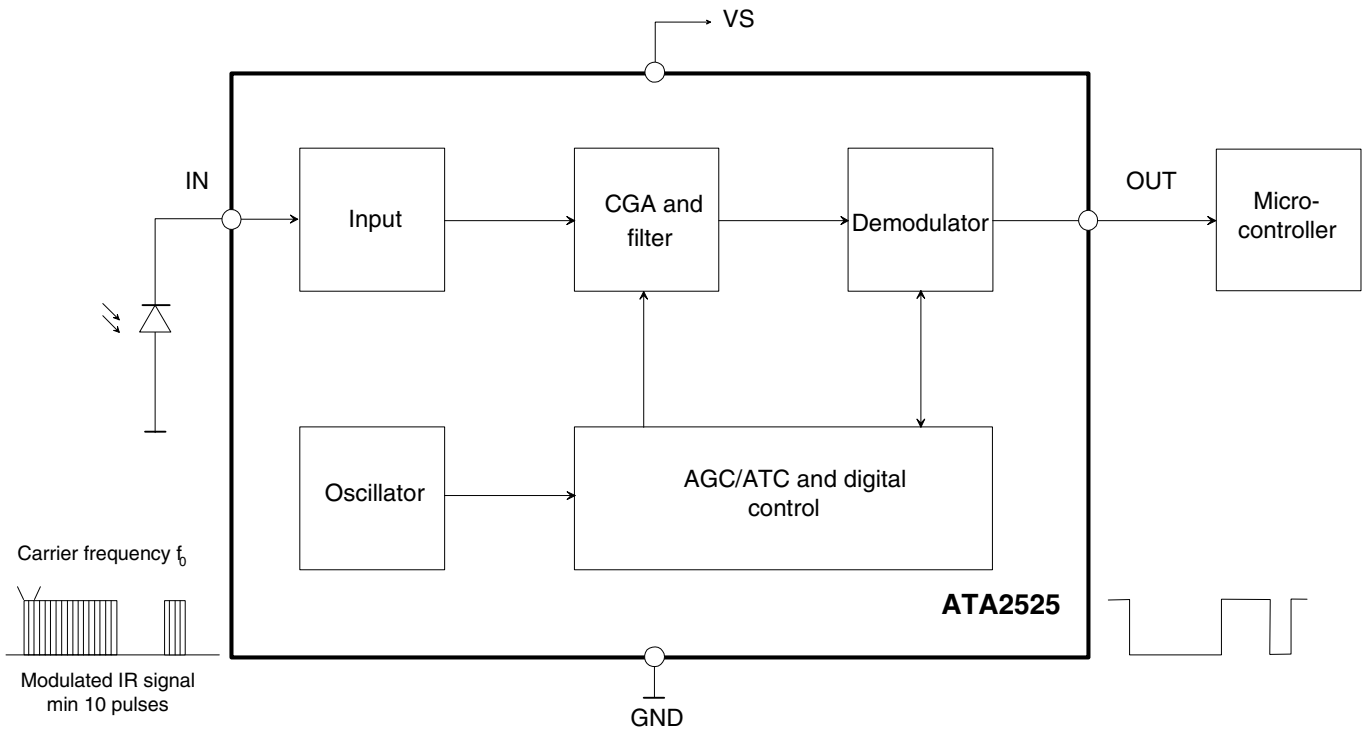 VS
IN
Input
CGA and
filter
Demodulator
OUT
Micro-
controller
Oscillator
AGC/ATC and digital
control
Carrier frequency f0
ATA2525
Modulated IR signal
min 10 pulses
GND